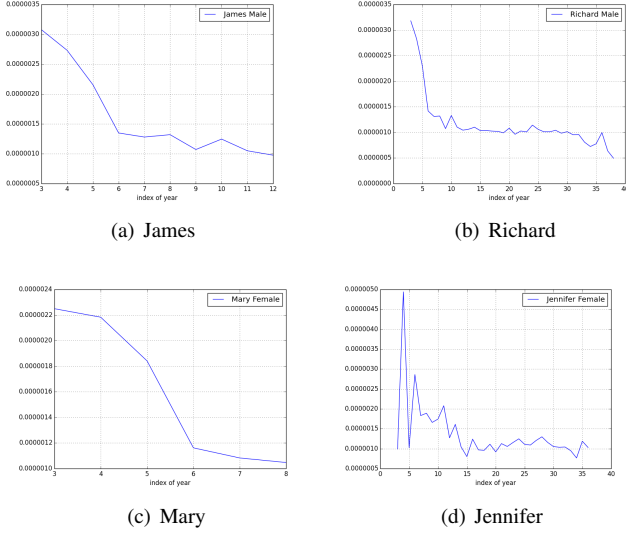 James Male
0.0000035
0.0000030
0.0000025
0.0000020
0.0000015
0.0000010
0.0000005
3 4 5 6 7 8 9 10 11 12
index of year
(a) James
Richard Male
0.0000035
0.0000030
0.0000025
0.0000020
0.0000015
0.0000010
0.0000005
0.0000000
0 5 10 15 20 25 30 35 40
index of year
(b) Richard
Mary Female
0.0000024
0.0000022
0.0000020
0.0000018
0.0000016
0.0000014
0.0000012
0.0000010
3 4 5 6 7 8
index of year
(c) Mary
Jennifer Female
0.0000050
0.0000045
0.0000040
0.0000035
0.0000030
0.0000025
0.0000020
0.0000015
0.0000010
0.0000005
0 5 10 15 20 25 30 35 40
index of year
(d) Jennifer